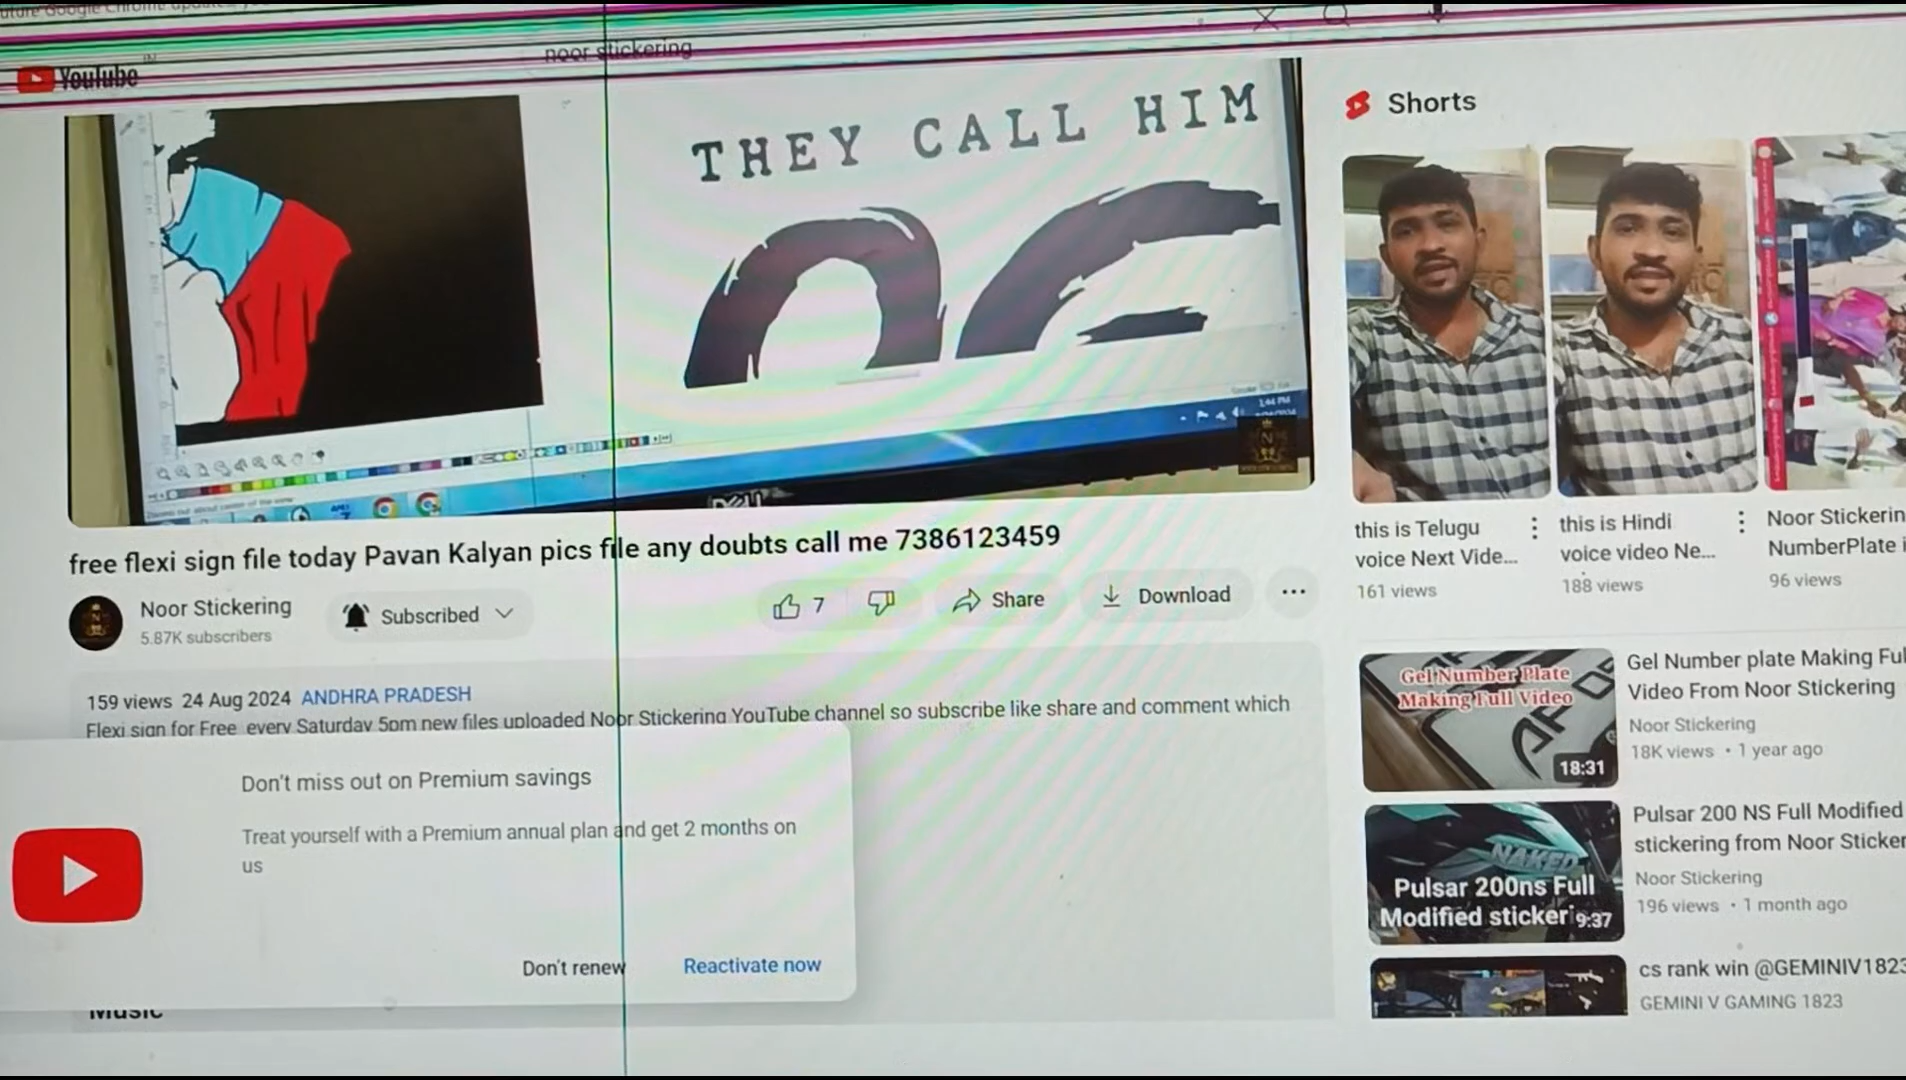 noor stickering
YouTube
IN
THEY CALL HIM
OG
1:44 PM
DELL
free flexi sign file today Pavan Kalyan pics file any doubts call me 7386123459
Noor Stickering
5.87K subscribers
Subscribed
7
Share
Download
159 views 24 Aug 2024 ANDHRA PRADESH
Flexi sign for Free every Saturday 5pm new files uploaded Noor Stickering YouTube channel so subscribe like share and comment which
Don't miss out on Premium savings
Treat yourself with a Premium annual plan and get 2 months on
us
Don't renew
Reactivate now
Music
Shorts
this is Telugu
voice Next Vide...
161 views
this is Hindi
voice video Ne...
188 views
Noor Stickerin
NumberPlate i
96 views
Gel Number Plate
Making Full Video
18:31
Gel Number plate Making Ful
Video From Noor Stickering
Noor Stickering
18K views • 1 year ago
NAKED
Pulsar 200ns Full
Modified stickeri
9:37
Pulsar 200 NS Full Modified
stickering from Noor Sticker
Noor Stickering
196 views • 1 month ago
cs rank win @GEMINIV1823
GEMINI V GAMING 1823